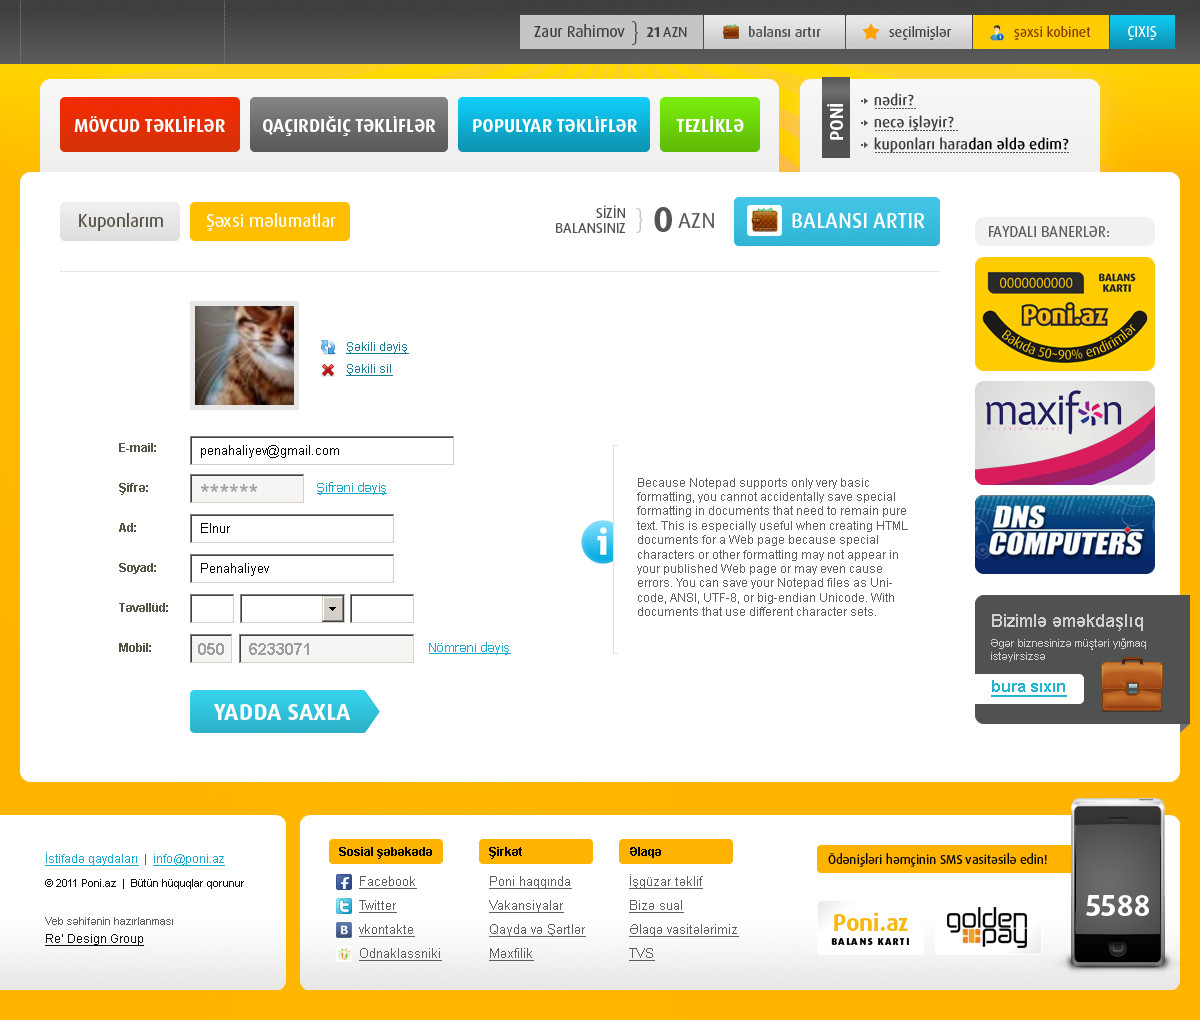 Zaur Rahimov } 21 AZN
balansı artır
seçilmişlər
şəxsi kobinet
ÇIXIŞ
MÖVCUD TƏKLİFLƏR
QAÇIRDIĞIÇ TƏKLİFLƏR
POPULYAR TƏKLİFLƏR
TEZLİKLƏ
PONİ
nədir?
necə işləyir?
kuponları haradan əldə edim?
Kuponlarım
Şəxsi məlumatlar
SİZİN
BALANSINIZ
0 AZN
BALANSI ARTIR
FAYDALI BANERLƏR:
0000000000
BALANS
KARTI
Poni.az
Bakıda 50~90% endirimlər
Şəkili dəyiş
Şəkili sil
maxifon
E-mail:
penahaliyev@gmail.com
Şifrə:
******
Şifrəni dəyiş
Ad:
Elnur
Soyad:
Penahaliyev
Təvəllüd:
Mobil:
050
6233071
Nömrəni dəyiş
YADDA SAXLA
Because Notepad supports only very basic
formatting, you cannot accidentally save special
formatting in documents that need to remain pure
text. This is especially useful when creating HTML
documents for a Web page because special
characters or other formatting may not appear in
your published Web page or may even cause
errors. You can save your Notepad files as Uni-
code, ANSI, UTF-8, or big-endian Unicode. With
documents that use different character sets.
DNS
COMPUTERS
Bizimlə əməkdaşlıq
Əgər biznesinizə müştəri yığmaq
istəyirsizsə
bura sıxın
İstifadə qaydaları | info@poni.az
© 2011 Poni.az | Bütün hüquqlar qorunur
Veb səhifənin hazırlanması
Re' Design Group
Sosial şəbəkədə
Facebook
Twitter
vkontakte
Odnaklassniki
Şirkət
Poni haqqında
Vakansiyalar
Qayda və Şərtlər
Məxfilik
Əlaqə
İşgüzar təklif
Bizə sual
Əlaqə vasitələrimiz
TVS
Ödənişləri həmçinin SMS vasitəsilə edin!
Poni.az
BALANS KARTI
golden
pay
5588